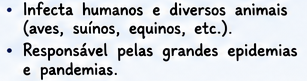 • Infecta humanos e diversos animais
(aves, suínos, equinos, etc.).
• Responsável pelas grandes epidemias
e pandemias.